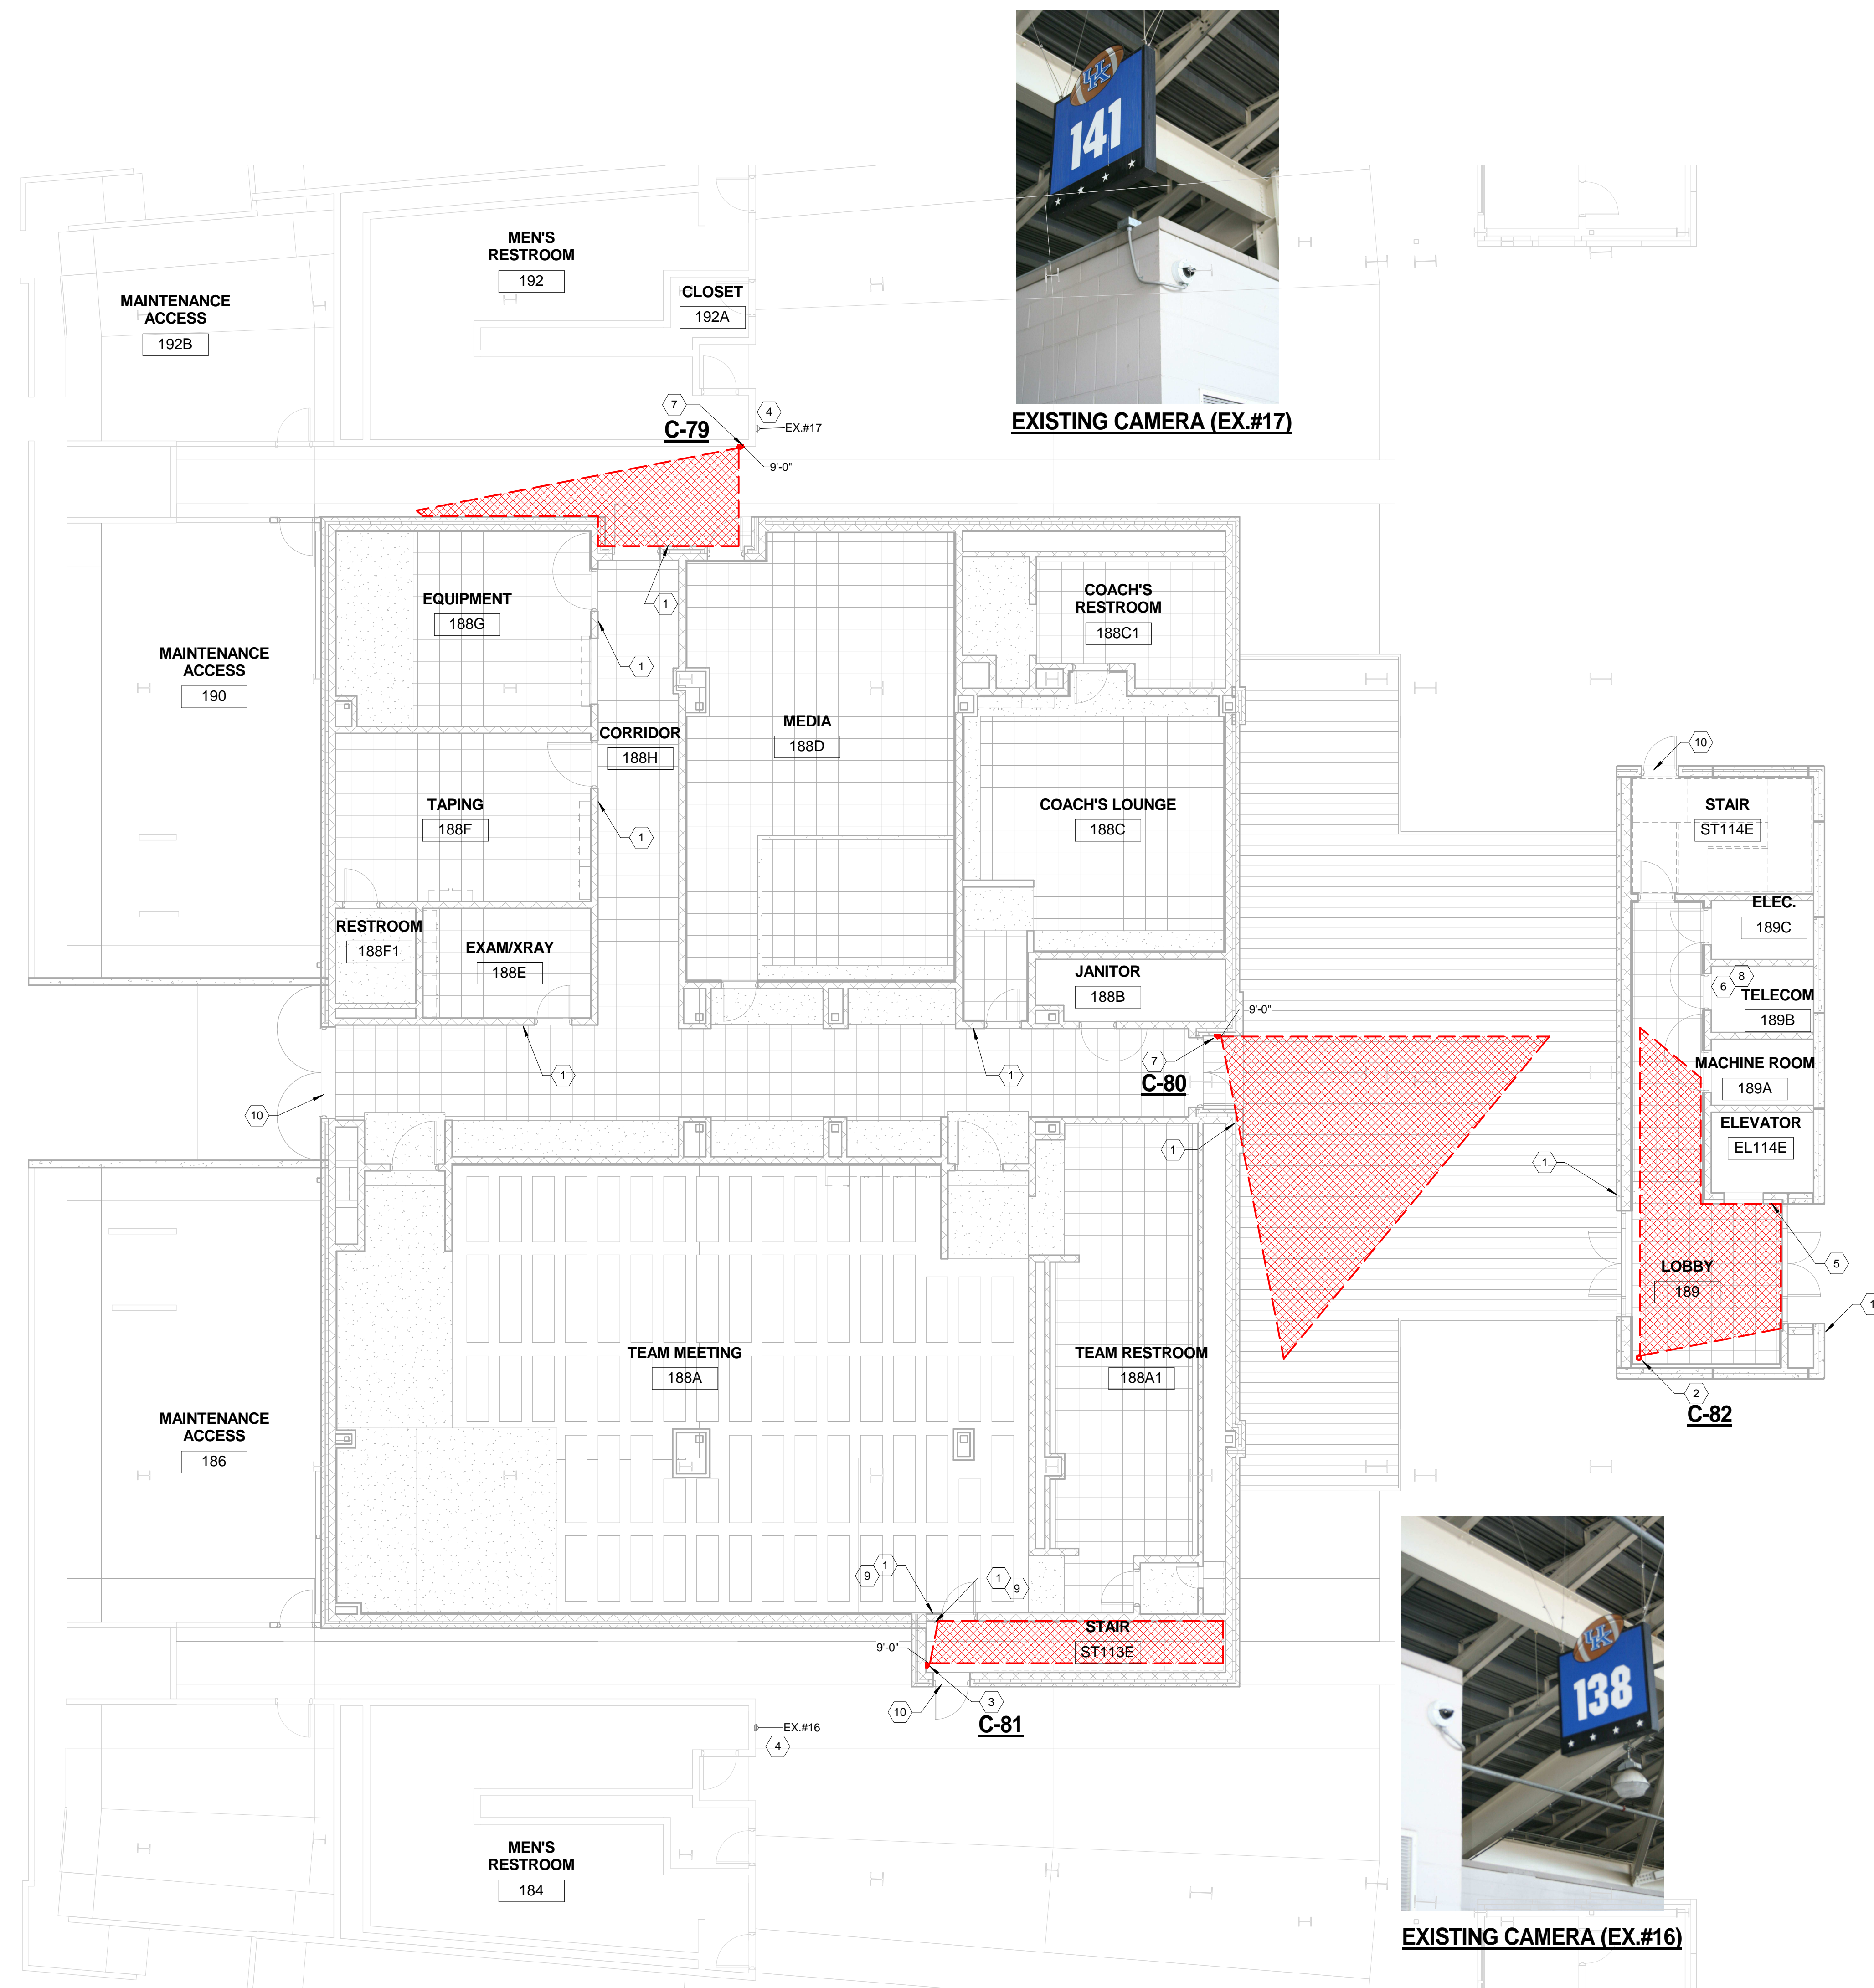 UK
141
EXISTING CAMERA (EX.#17)
MEN'S
RESTROOM
192
MAINTENANCE
ACCESS
192B
CLOSET
192A
7
4
C-79
EX.#17
9'-0"
EQUIPMENT
188G
1
1
COACH'S
RESTROOM
188C1
MAINTENANCE
ACCESS
190
CORRIDOR
188H
MEDIA
188D
10
TAPING
188F
1
COACH'S LOUNGE
188C
STAIR
ST114E
ELEC.
189C
RESTROOM
188F1
EXAM/XRAY
188E
JANITOR
188B
6
8
TELECOM
189B
9'-0"
7
C-80
MACHINE ROOM
189A
1
1
10
ELEVATOR
EL114E
1
1
5
LOBBY
189
1
TEAM MEETING
188A
TEAM RESTROOM
188A1
2
C-82
MAINTENANCE
ACCESS
186
9
1
1
9
STAIR
ST113E
9'-0"
10
3
C-81
EX.#16
4
UK
138
MEN'S
RESTROOM
184
EXISTING CAMERA (EX.#16)